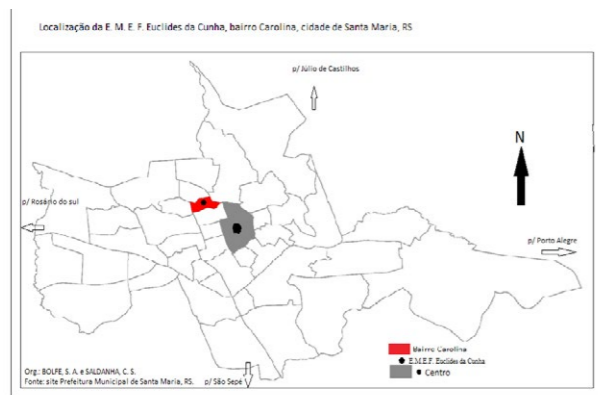 Localização da E. M. E. F. Euclides da Cunha, bairro Carolina, cidade de Santa Maria, RS
p/ Júlio de Castilhos
N
p/ Rosário do sul
p/ Porto Alegre
Bairro Carolina
E.M.E.F. Euclides da Cunha
Centro
Org.: BOLFE, S. A. e SALDANHA, C. S.
Fonte: site Prefeitura Municipal de Santa Maria, RS.
p/ São Sepé